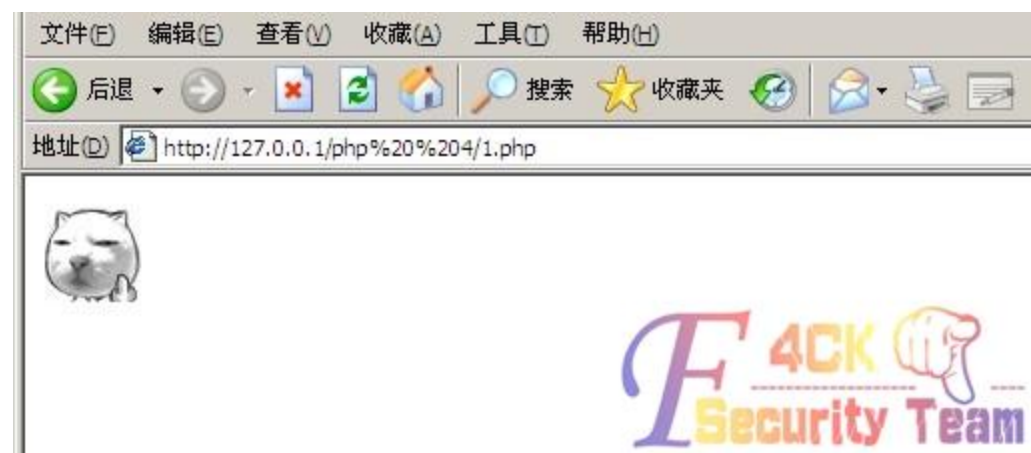 文件(F) 编辑(E) 查看(V) 收藏(A) 工具(T) 帮助(H)
后退 搜索 收藏夹
地址(D) http://127.0.0.1/php%20%204/1.php
F4CK
Security Team